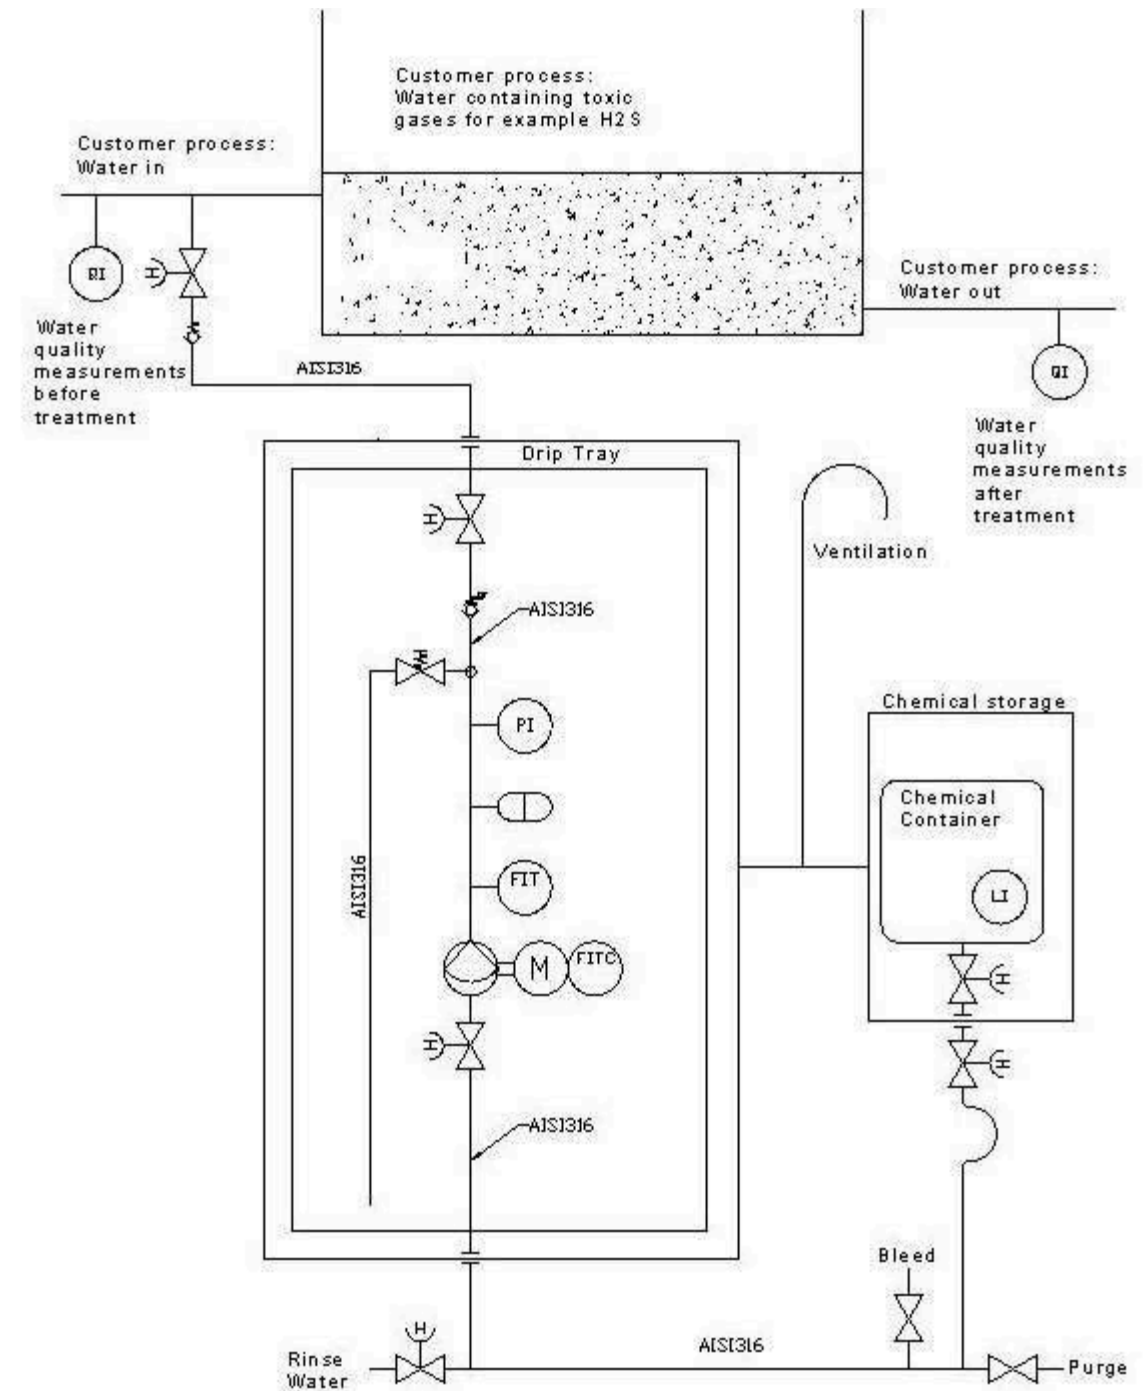 Customer process:
Water containing toxic
gases for example H2S
Customer process:
Water in
QI
H
Water
quality
measurements
before
treatment
AISI316
Customer process:
Water out
QI
Water
quality
measurements
after
treatment
Drip Tray
H
Ventilation
AISI316
H
PI
Chemical storage
Chemical
Container
LI
AISI316
FIT
M
FITC
H
H
H
AISI316
Bleed
H
Rinse
Water
AISI316
Purge